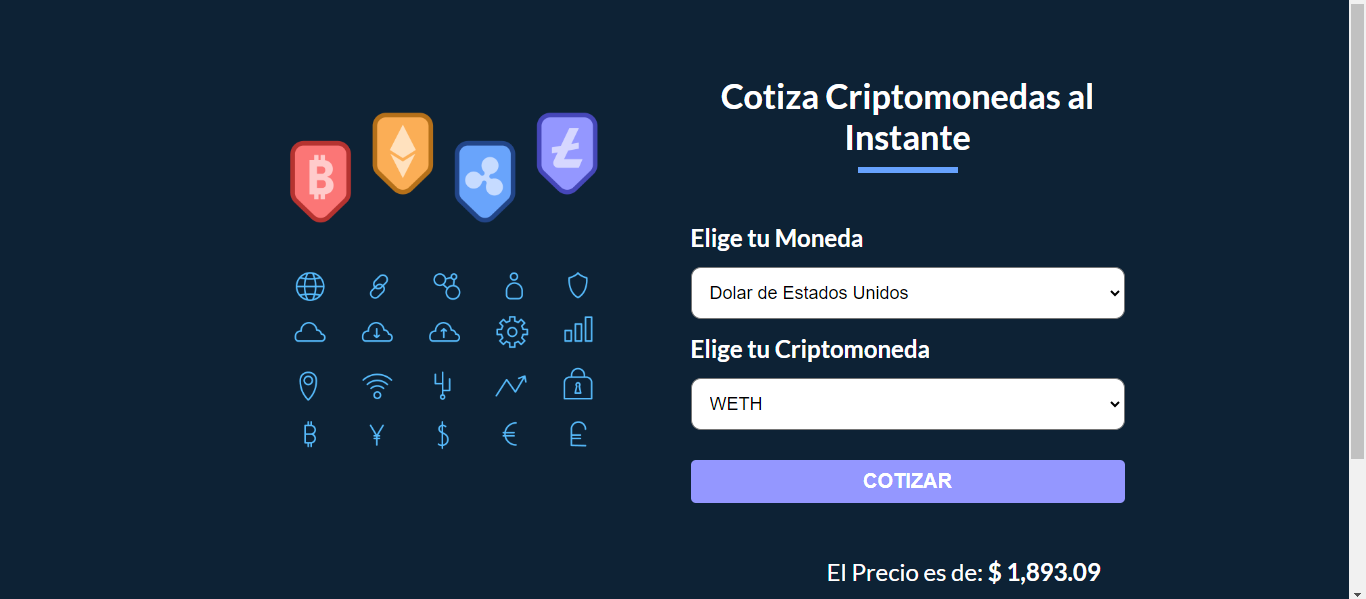 Cotiza Criptomonedas al
Instante
Elige tu Moneda
Dolar de Estados Unidos
Elige tu Criptomoneda
WETH
COTIZAR
El Precio es de: $ 1,893.09